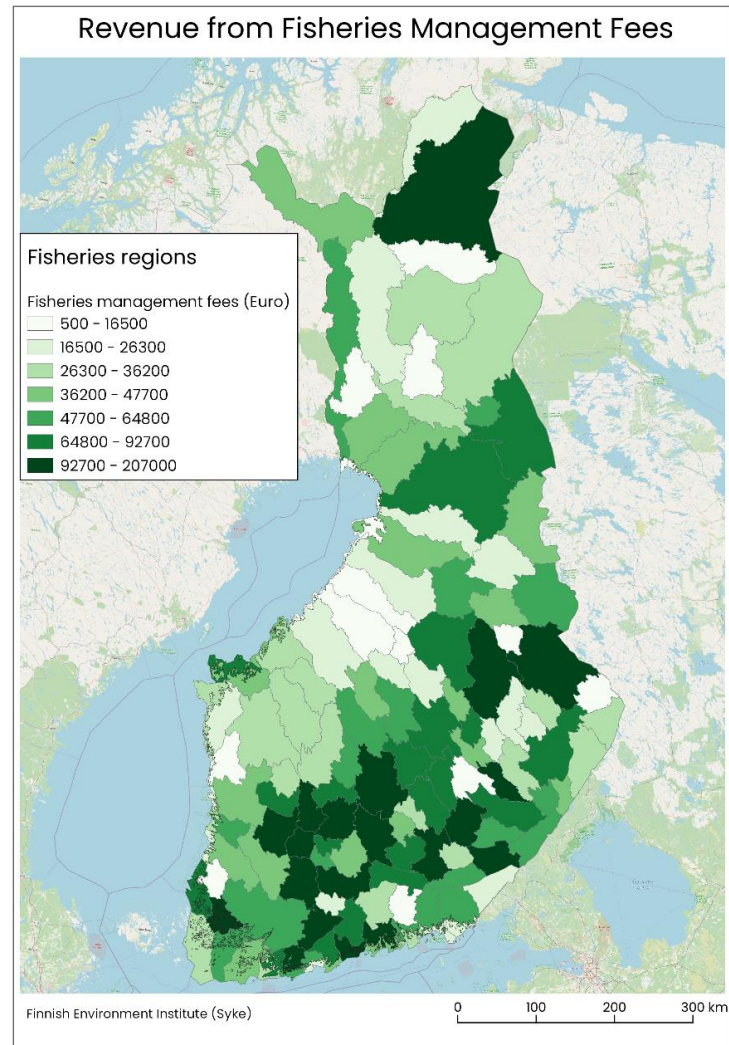 Revenue from Fisheries Management Fees
Fisheries regions
Fisheries management fees (Euro)
500 - 16500
16500 - 26300
26300 - 36200
36200 - 47700
47700 - 64800
64800 - 92700
92700 - 207000
Finnish Environment Institute (Syke)
0 100 200 300 km